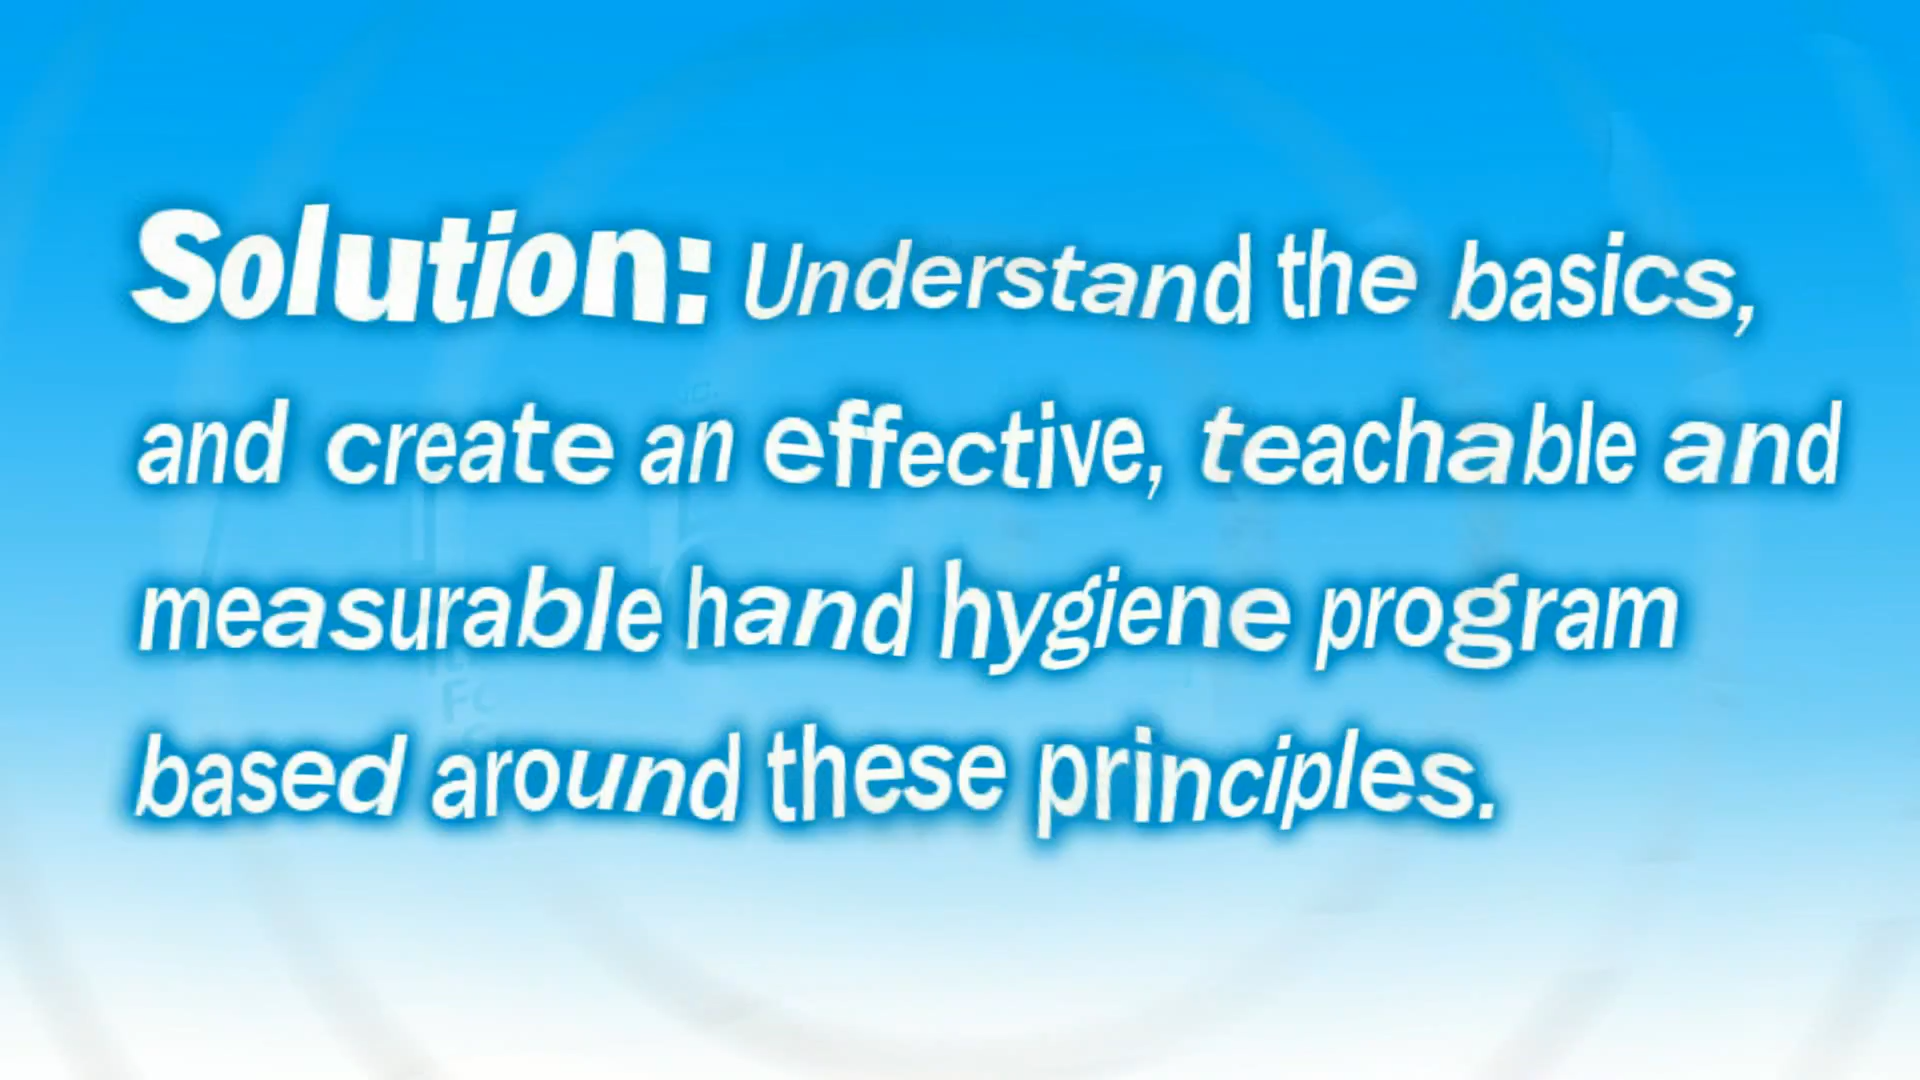 Solution: Understand the basics,
and create an effective, teachable and
measurable hand hygiene program
based around these principles.